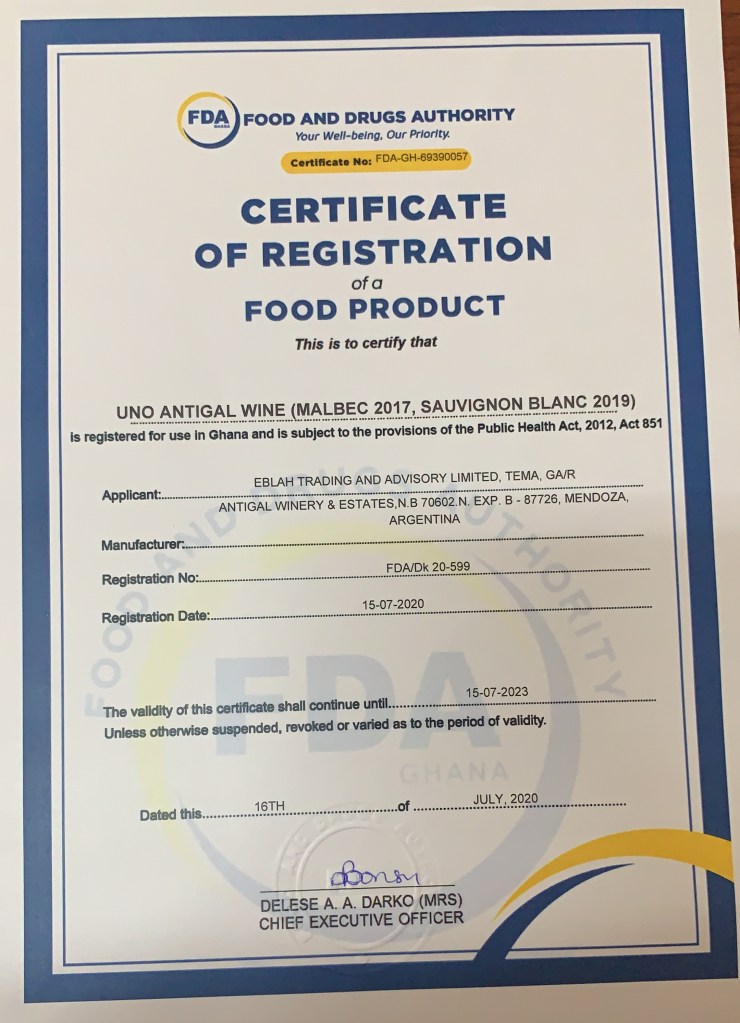 FDA
GHANA
FOOD AND DRUGS AUTHORITY
Your Well-being, Our Priority.
Certificate No: FDA-GH-69390057
CERTIFICATE
OF REGISTRATION
of a
FOOD PRODUCT
This is to certify that
UNO ANTIGAL WINE (MALBEC 2017, SAUVIGNON BLANC 2019)
is registered for use in Ghana and is subject to the provisions of the Public Health Act, 2012, Act 851
EBLAH TRADING AND ADVISORY LIMITED, TEMA, GA/R
Applicant:
ANTIGAL WINERY & ESTATES,N.B 70602.N. EXP. B - 87726, MENDOZA,
ARGENTINA
Manufacturer:
Registration No: FDA/Dk 20-599
Registration Date: 15-07-2020
The validity of this certificate shall continue until 15-07-2023
Unless otherwise suspended, revoked or varied as to the period of validity.
Dated this 16TH of JULY, 2020
DELESE A. A. DARKO (MRS)
CHIEF EXECUTIVE OFFICER
FOOD AND DRUGS AUTHORITY
FDA
GHANA